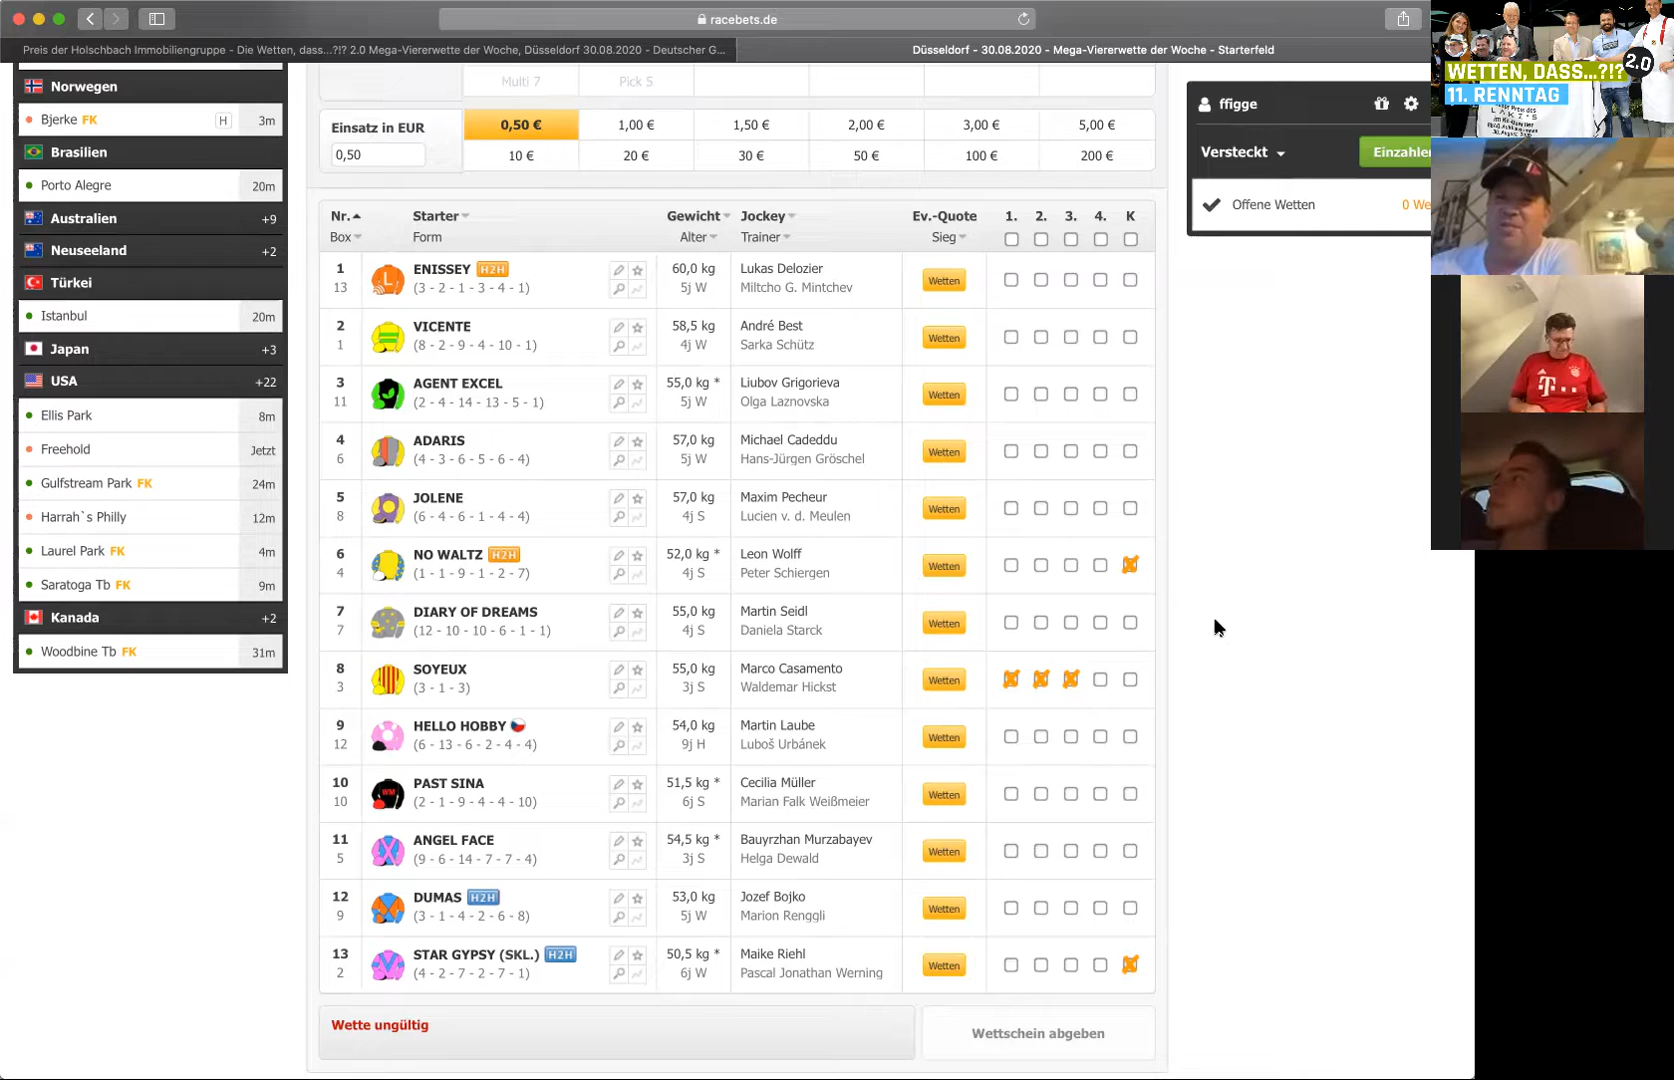 racebets.de
Preis der Holschbach Immobiliengruppe - Die Wetten, dass...?!? 2.0 Mega-Viererwette der Woche, Düsseldorf 30.08.2020 - Deutscher G...
Düsseldorf - 30.08.2020 - Mega-Viererwette der Woche - Starterfeld
Norwegen
Bjerke FK H 3m
Brasilien
Porto Alegre 20m
Australien +9
Neuseeland +2
Türkei
Istanbul 20m
Japan +3
USA +22
Ellis Park 8m
Freehold Jetzt
Gulfstream Park FK 24m
Harrah`s Philly 12m
Laurel Park FK 4m
Saratoga Tb FK 9m
Kanada +2
Woodbine Tb FK 31m
Multi 7 Pick 5
Einsatz in EUR 0,50 € 1,00 € 1,50 € 2,00 € 3,00 € 5,00 €
0,50 10 € 20 € 30 € 50 € 100 € 200 €
Nr. Starter Gewicht Jockey Ev.-Quote 1. 2. 3. 4. K
Box Form Alter Trainer Sieg
1 ENISSEY H2H 60,0 kg Lukas Delozier Wetten
13 (3 - 2 - 1 - 3 - 4 - 1) 5j W Miltcho G. Mintchev
2 VICENTE 58,5 kg André Best Wetten
1 (8 - 2 - 9 - 4 - 10 - 1) 4j W Sarka Schütz
3 AGENT EXCEL 55,0 kg * Liubov Grigorieva Wetten
11 (2 - 4 - 14 - 13 - 5 - 1) 5j W Olga Laznovska
4 ADARIS 57,0 kg Michael Cadeddu Wetten
6 (4 - 3 - 6 - 5 - 6 - 4) 5j W Hans-Jürgen Gröschel
5 JOLENE 57,0 kg Maxim Pecheur Wetten
8 (6 - 4 - 6 - 1 - 4 - 4) 4j S Lucien v. d. Meulen
6 NO WALTZ H2H 52,0 kg * Leon Wolff Wetten
4 (1 - 1 - 9 - 1 - 2 - 7) 4j S Peter Schiergen
7 DIARY OF DREAMS 55,0 kg Martin Seidl Wetten
7 (12 - 10 - 10 - 6 - 1 - 1) 4j S Daniela Starck
8 SOYEUX 55,0 kg Marco Casamento Wetten
3 (3 - 1 - 3) 3j S Waldemar Hickst
9 HELLO HOBBY 54,0 kg Martin Laube Wetten
12 (6 - 13 - 6 - 2 - 4 - 4) 9j H Luboš Urbánek
10 PAST SINA 51,5 kg * Cecilia Müller Wetten
10 (2 - 1 - 9 - 4 - 4 - 10) 6j S Marian Falk Weißmeier
11 ANGEL FACE 54,5 kg * Bauyrzhan Murzabayev Wetten
5 (9 - 6 - 14 - 7 - 7 - 4) 3j S Helga Dewald
12 DUMAS H2H 53,0 kg Jozef Bojko Wetten
9 (3 - 1 - 4 - 2 - 6 - 8) 5j W Marion Renggli
13 STAR GYPSY (SKL.) H2H 50,5 kg * Maike Riehl Wetten
2 (4 - 2 - 7 - 2 - 7 - 1) 6j W Pascal Jonathan Werning
Wette ungültig Wettschein abgeben
ffigge
Versteckt Einzahlen
Offene Wetten 0 We
WETTEN, DASS...?!? 2.0
11. RENNTAG
T